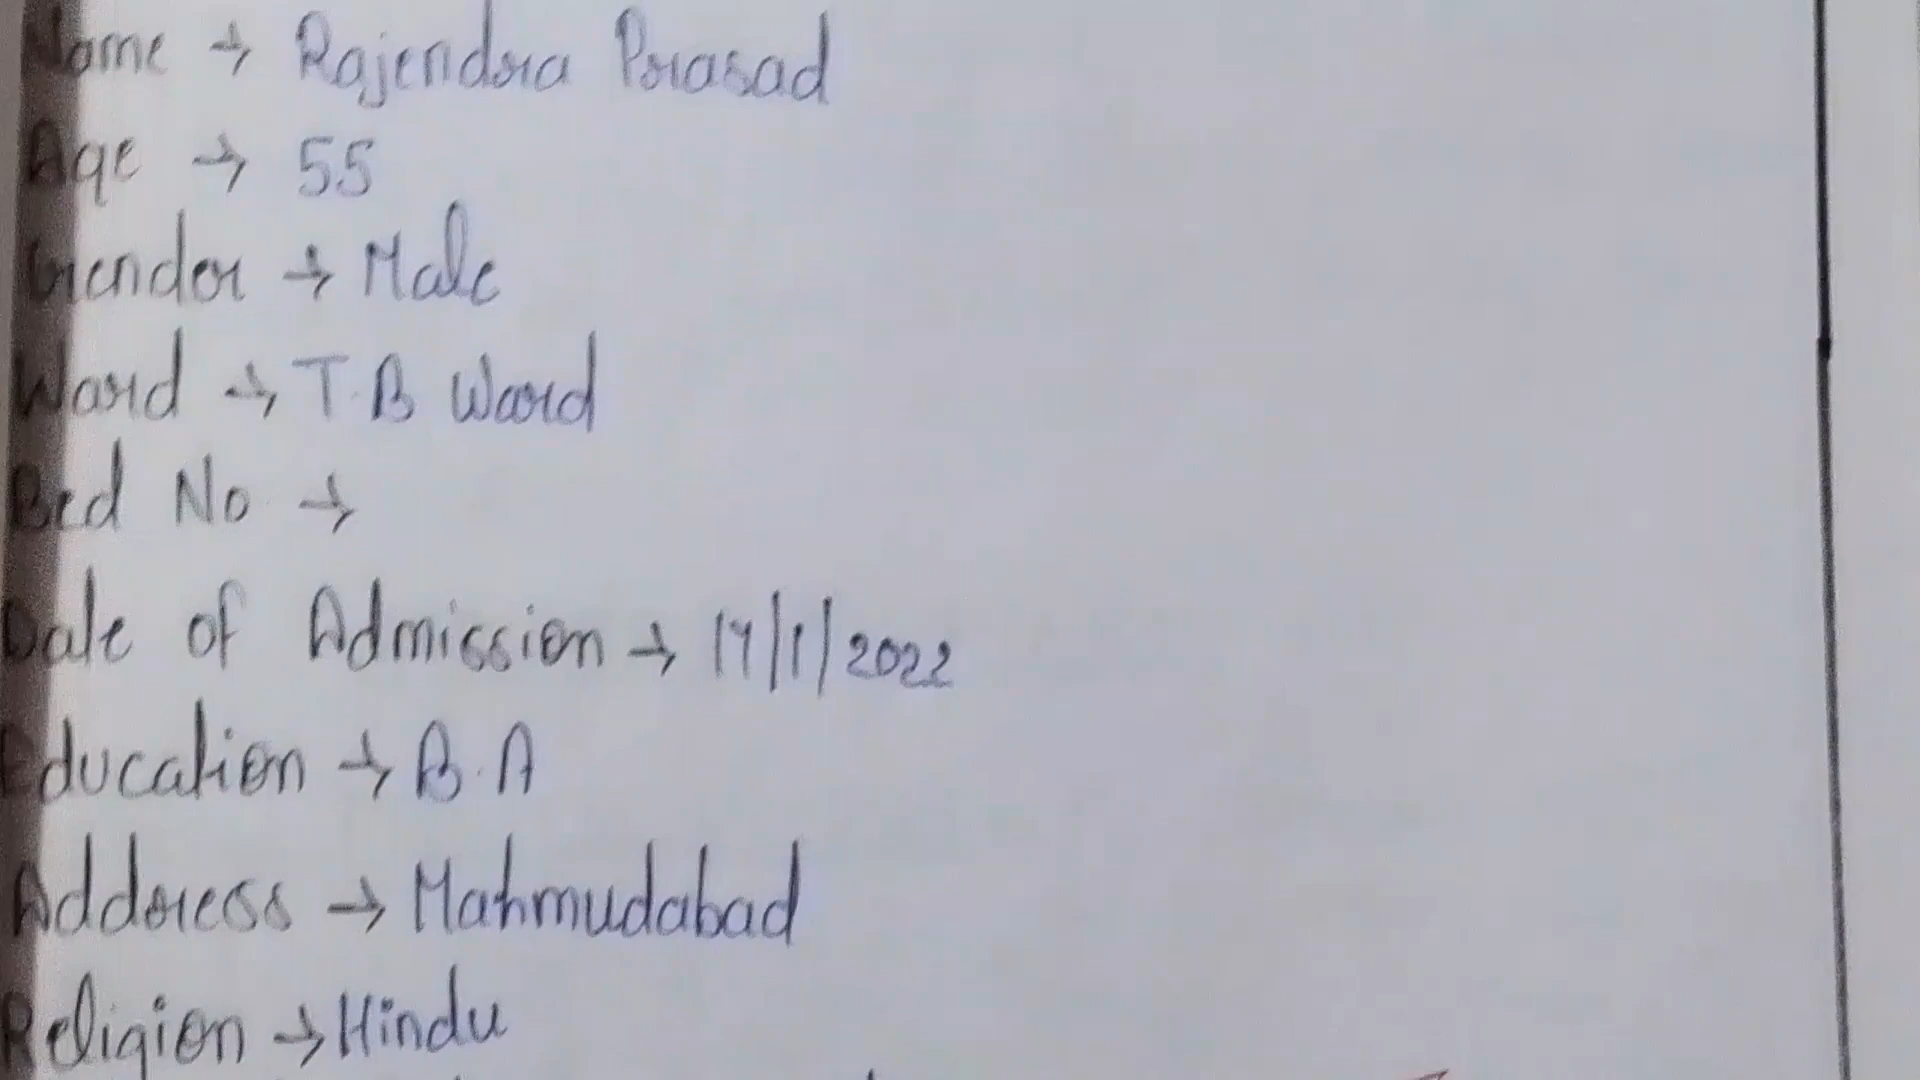 Name → Rajendra Prasad
Age → 55
Gender → Male
Ward → T.B Ward
Bed No →
Date of Admission → 17/1/2022
Education → B.A
Address → Mahmudabad
Religion → Hindu